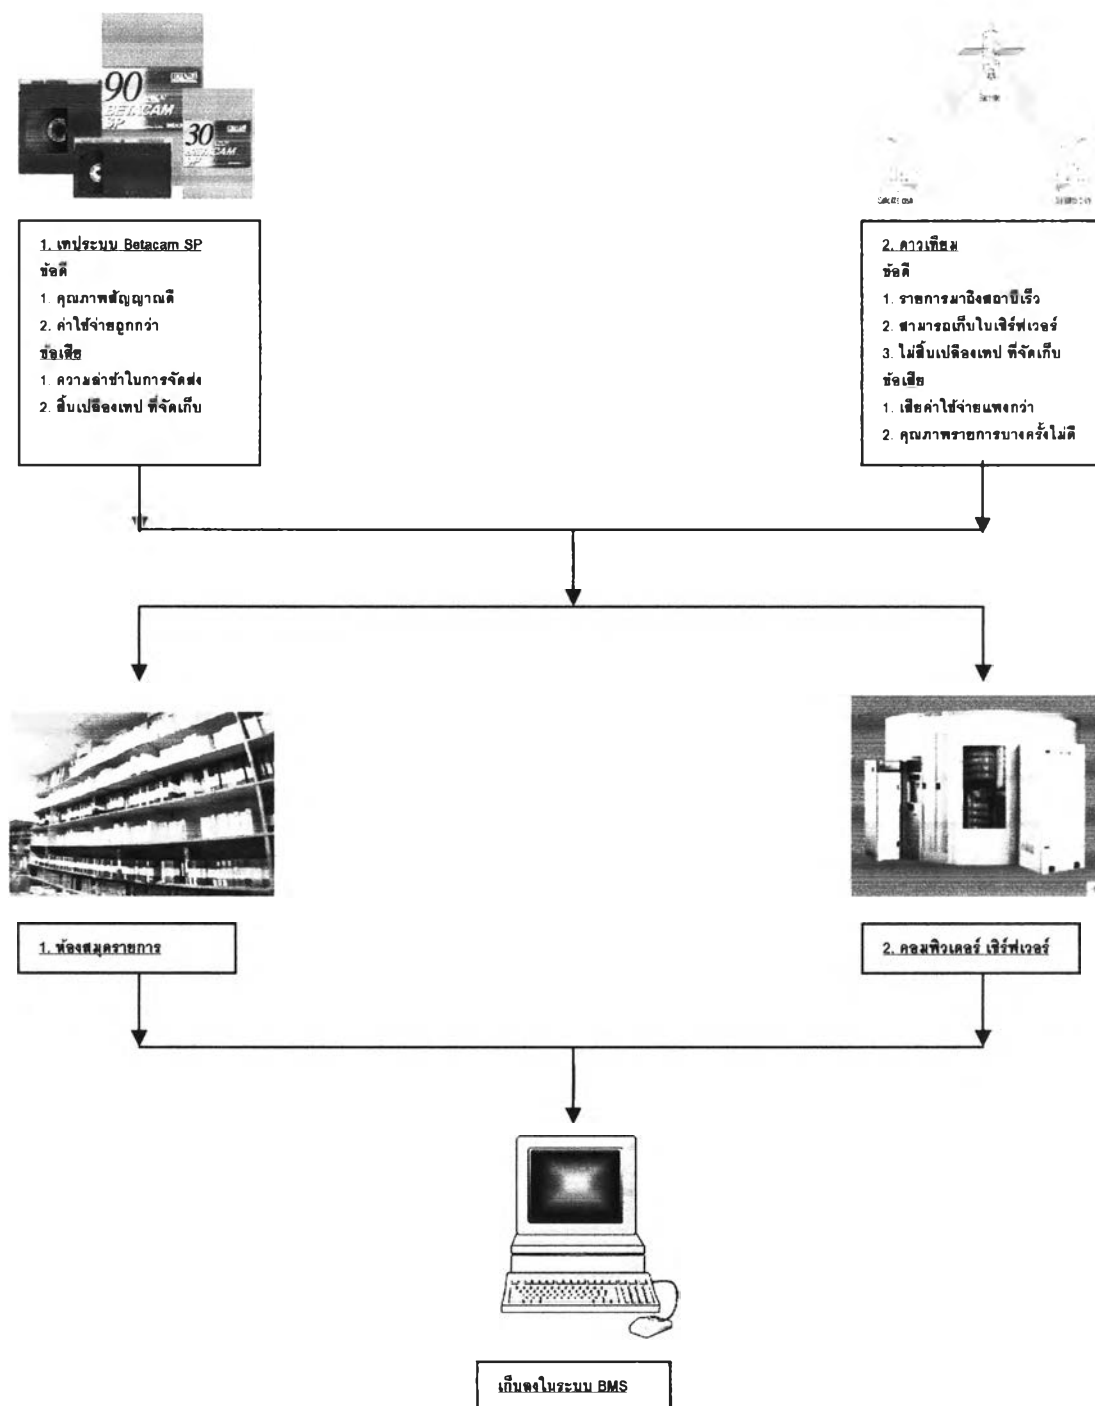 90
BETACAM
SP
30
BETACAM
SP
1. เทประบบ Betacam SP
ข้อดี
1. คุณภาพสัญญาณดี
2. ค่าใช้จ่ายถูกกว่า
ข้อเสีย
1. ความล่าช้าในการจัดส่ง
2. สิ้นเปลืองเทป ที่จัดเก็บ
2. ดาวเทียม
ข้อดี
1. รายการมาถึงสถานีเร็ว
2. สามารถเก็บในเซิร์ฟเวอร์
3. ไม่สิ้นเปลืองเทป ที่จัดเก็บ
ข้อเสีย
1. เสียค่าใช้จ่ายแพงกว่า
2. คุณภาพรายการบางครั้งไม่ดี
1. ห้องสมุดรายการ
2. คอมพิวเตอร์ เซิร์ฟเวอร์
เก็บลงในระบบ BMS